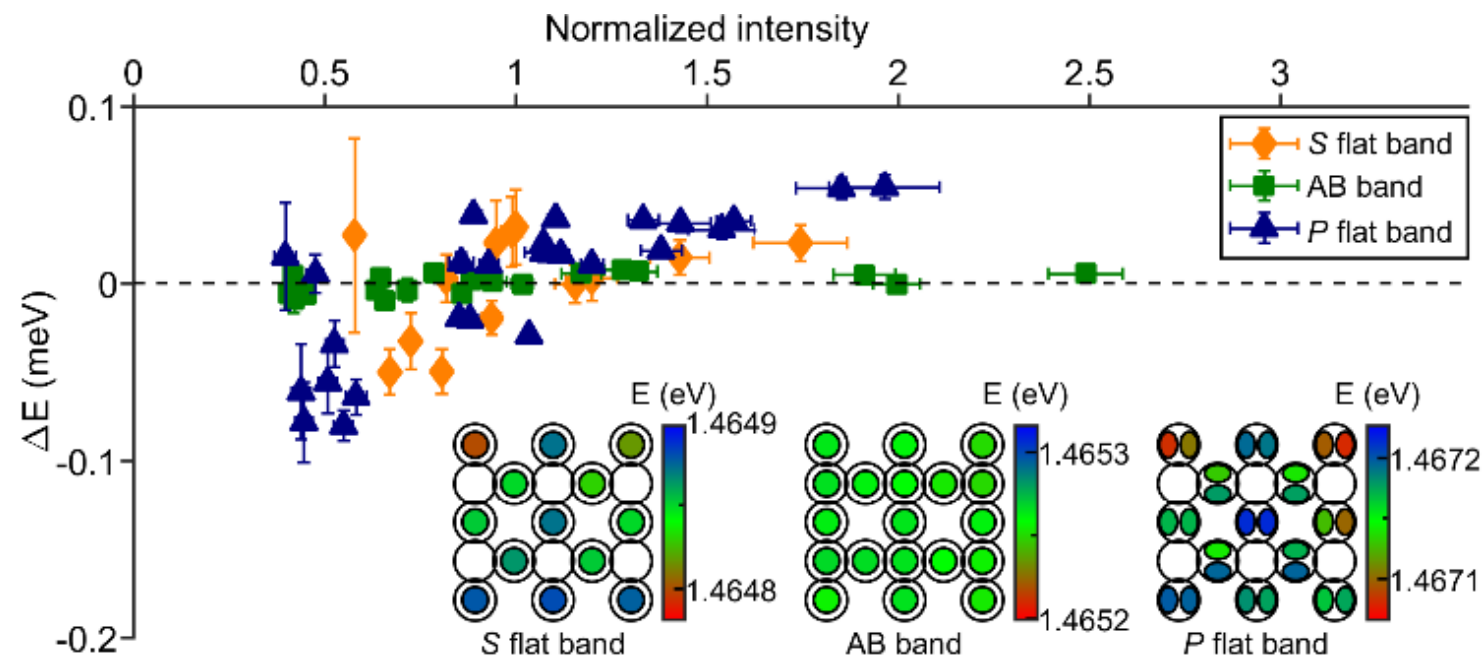 Normalized intensity
0 0.5 1 1.5 2 2.5 3
0.1
0
-0.1
-0.2
ΔE (meV)
S flat band
AB band
P flat band
E (eV)
1.4649
1.4648
S flat band
E (eV)
1.4653
1.4652
AB band
E (eV)
1.4672
1.4671
P flat band